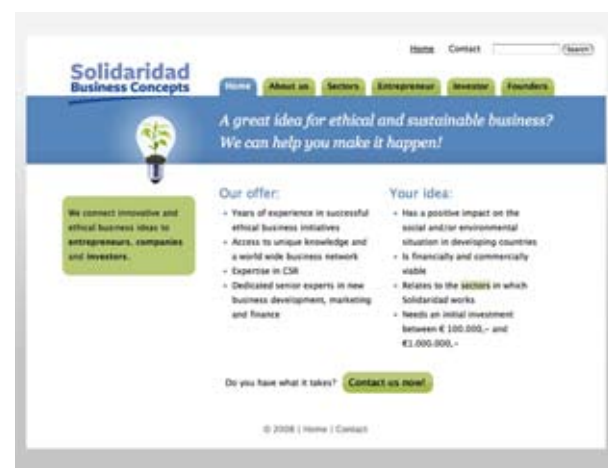 Home Contact Search
Solidaridad
Business Concepts
Home About us Sectors Entrepreneur Investor Founders
A great idea for ethical and sustainable business?
We can help you make it happen!
We connect innovative and
ethical business ideas to
entrepreneurs, companies
and investors.
Our offer:
Years of experience in successful
ethical business initiatives
Access to unique knowledge and
a world wide business network
Expertise in CSR
Dedicated senior experts in new
business development, marketing
and finance
Your idea:
Has a positive impact on the
social and/or environmental
situation in developing countries
Is financially and commercially
viable
Relates to the sectors in which
Solidaridad works
Needs an initial investment
between € 100.000,- and
€1.000.000,-
Do you have what it takes? Contact us now!
© 2008 | Home | Contact